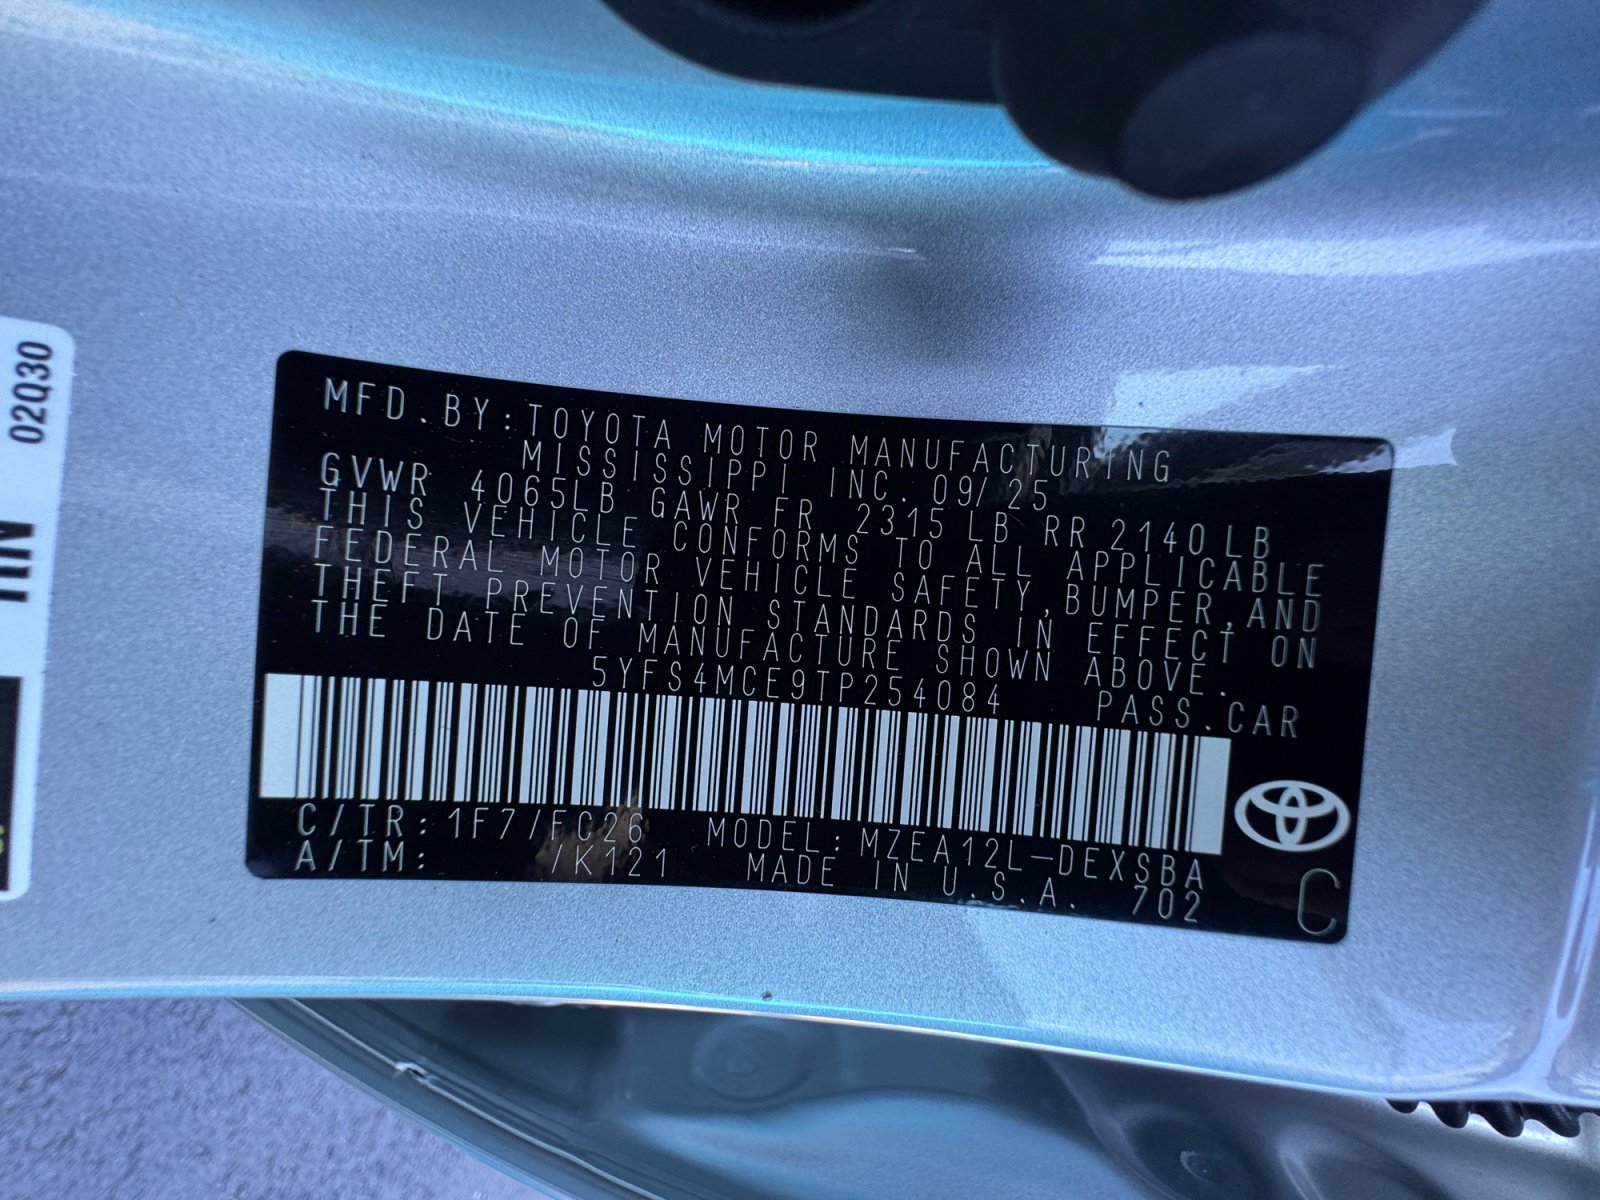 MFD.BY:TOYOTA MOTOR MANUFACTURING
MISSISSIPPI INC. 09/25
GVWR 4065LB GAWR FR 2315 LB RR 2140 LB
THIS VEHICLE CONFORMS TO ALL APPLICABLE
FEDERAL MOTOR VEHICLE SAFETY,BUMPER,AND
THEFT PREVENTION STANDARDS IN EFFECT ON
THE DATE OF MANUFACTURE SHOWN ABOVE.
5YFS4MCE9TP254084 PASS.CAR
C/TR: 1F7/FC26 MODEL: MZEA12L-DEXSBA
A/TM: /K121 MADE IN U.S.A. 702
C
02Q30